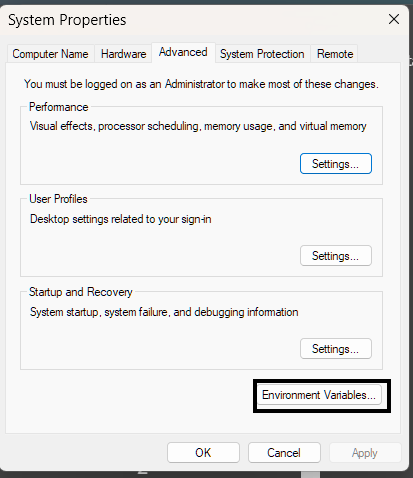 System Properties
Computer Name Hardware Advanced System Protection Remote
You must be logged on as an Administrator to make most of these changes.
Performance
Visual effects, processor scheduling, memory usage, and virtual memory
Settings...
User Profiles
Desktop settings related to your sign-in
Settings...
Startup and Recovery
System startup, system failure, and debugging information
Settings...
Environment Variables...
OK Cancel Apply